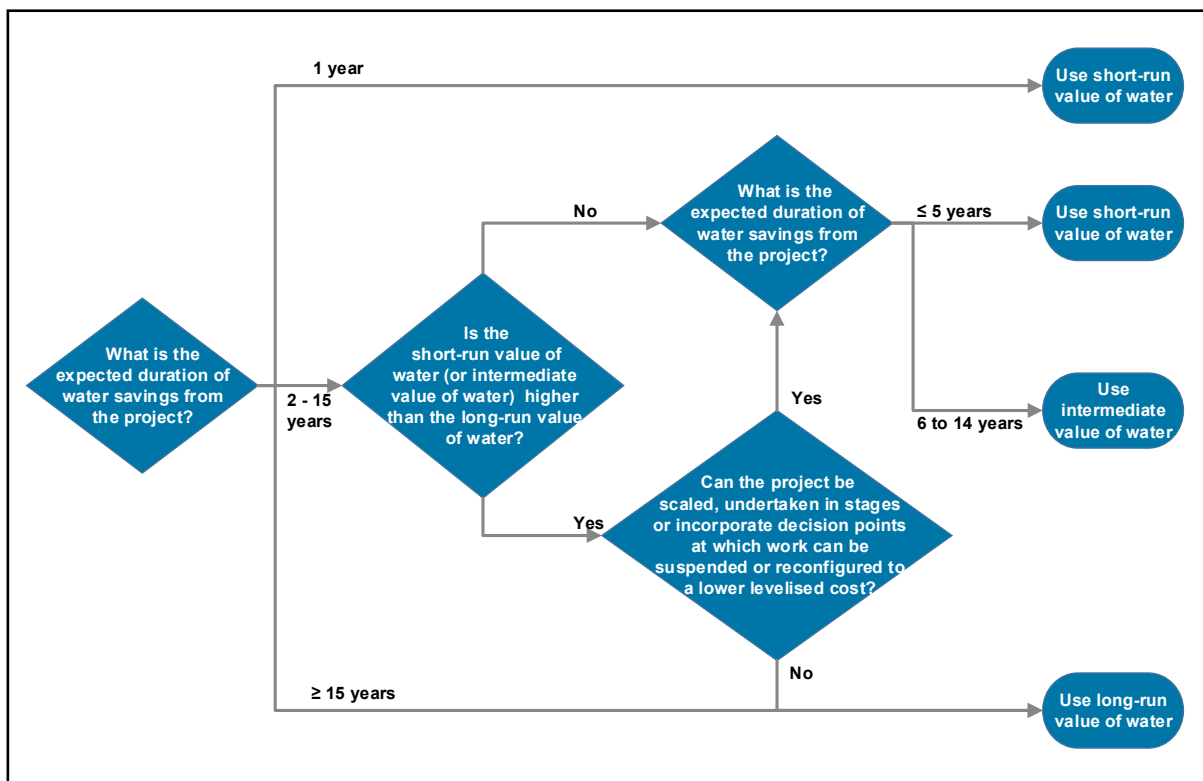 1 year
Use short-run
value of water
What is the
expected duration of
water savings from
the project?
No
≤ 5 years
Use short-run
value of water
What is the
expected duration of
water savings from
the project?
2 - 15
years
Is the
short-run value of
water (or intermediate
value of water) higher
than the long-run value
of water?
Yes
6 to 14 years
Use
intermediate
value of water
Yes
Can the project be
scaled, undertaken in stages
or incorporate decision points
at which work can be
suspended or reconfigured to
a lower levelised cost?
No
≥ 15 years
Use long-run
value of water